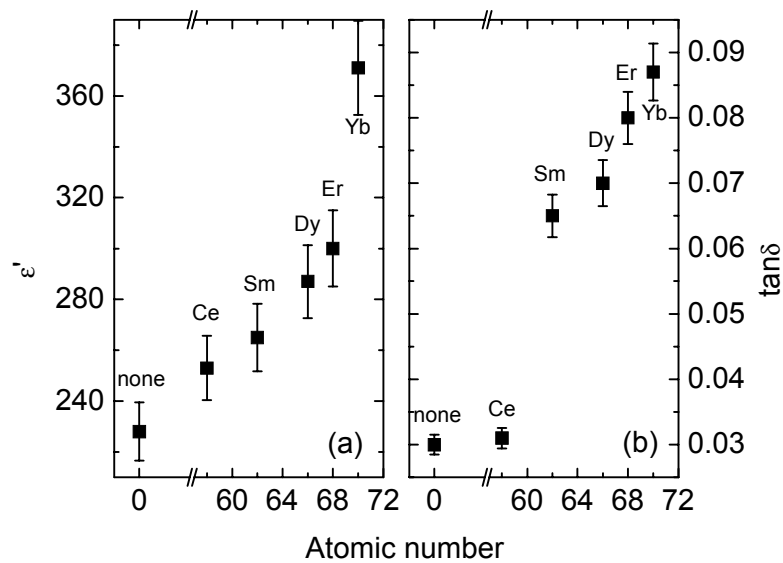 ε'
360
320
280
240
none
Ce
Sm
Dy
Er
Yb
(a)
0
60
64
68
72
none
Ce
Sm
Dy
Er
Yb
(b)
0
60
64
68
72
0.09
0.08
0.07
0.06
0.05
0.04
0.03
tanδ
Atomic number